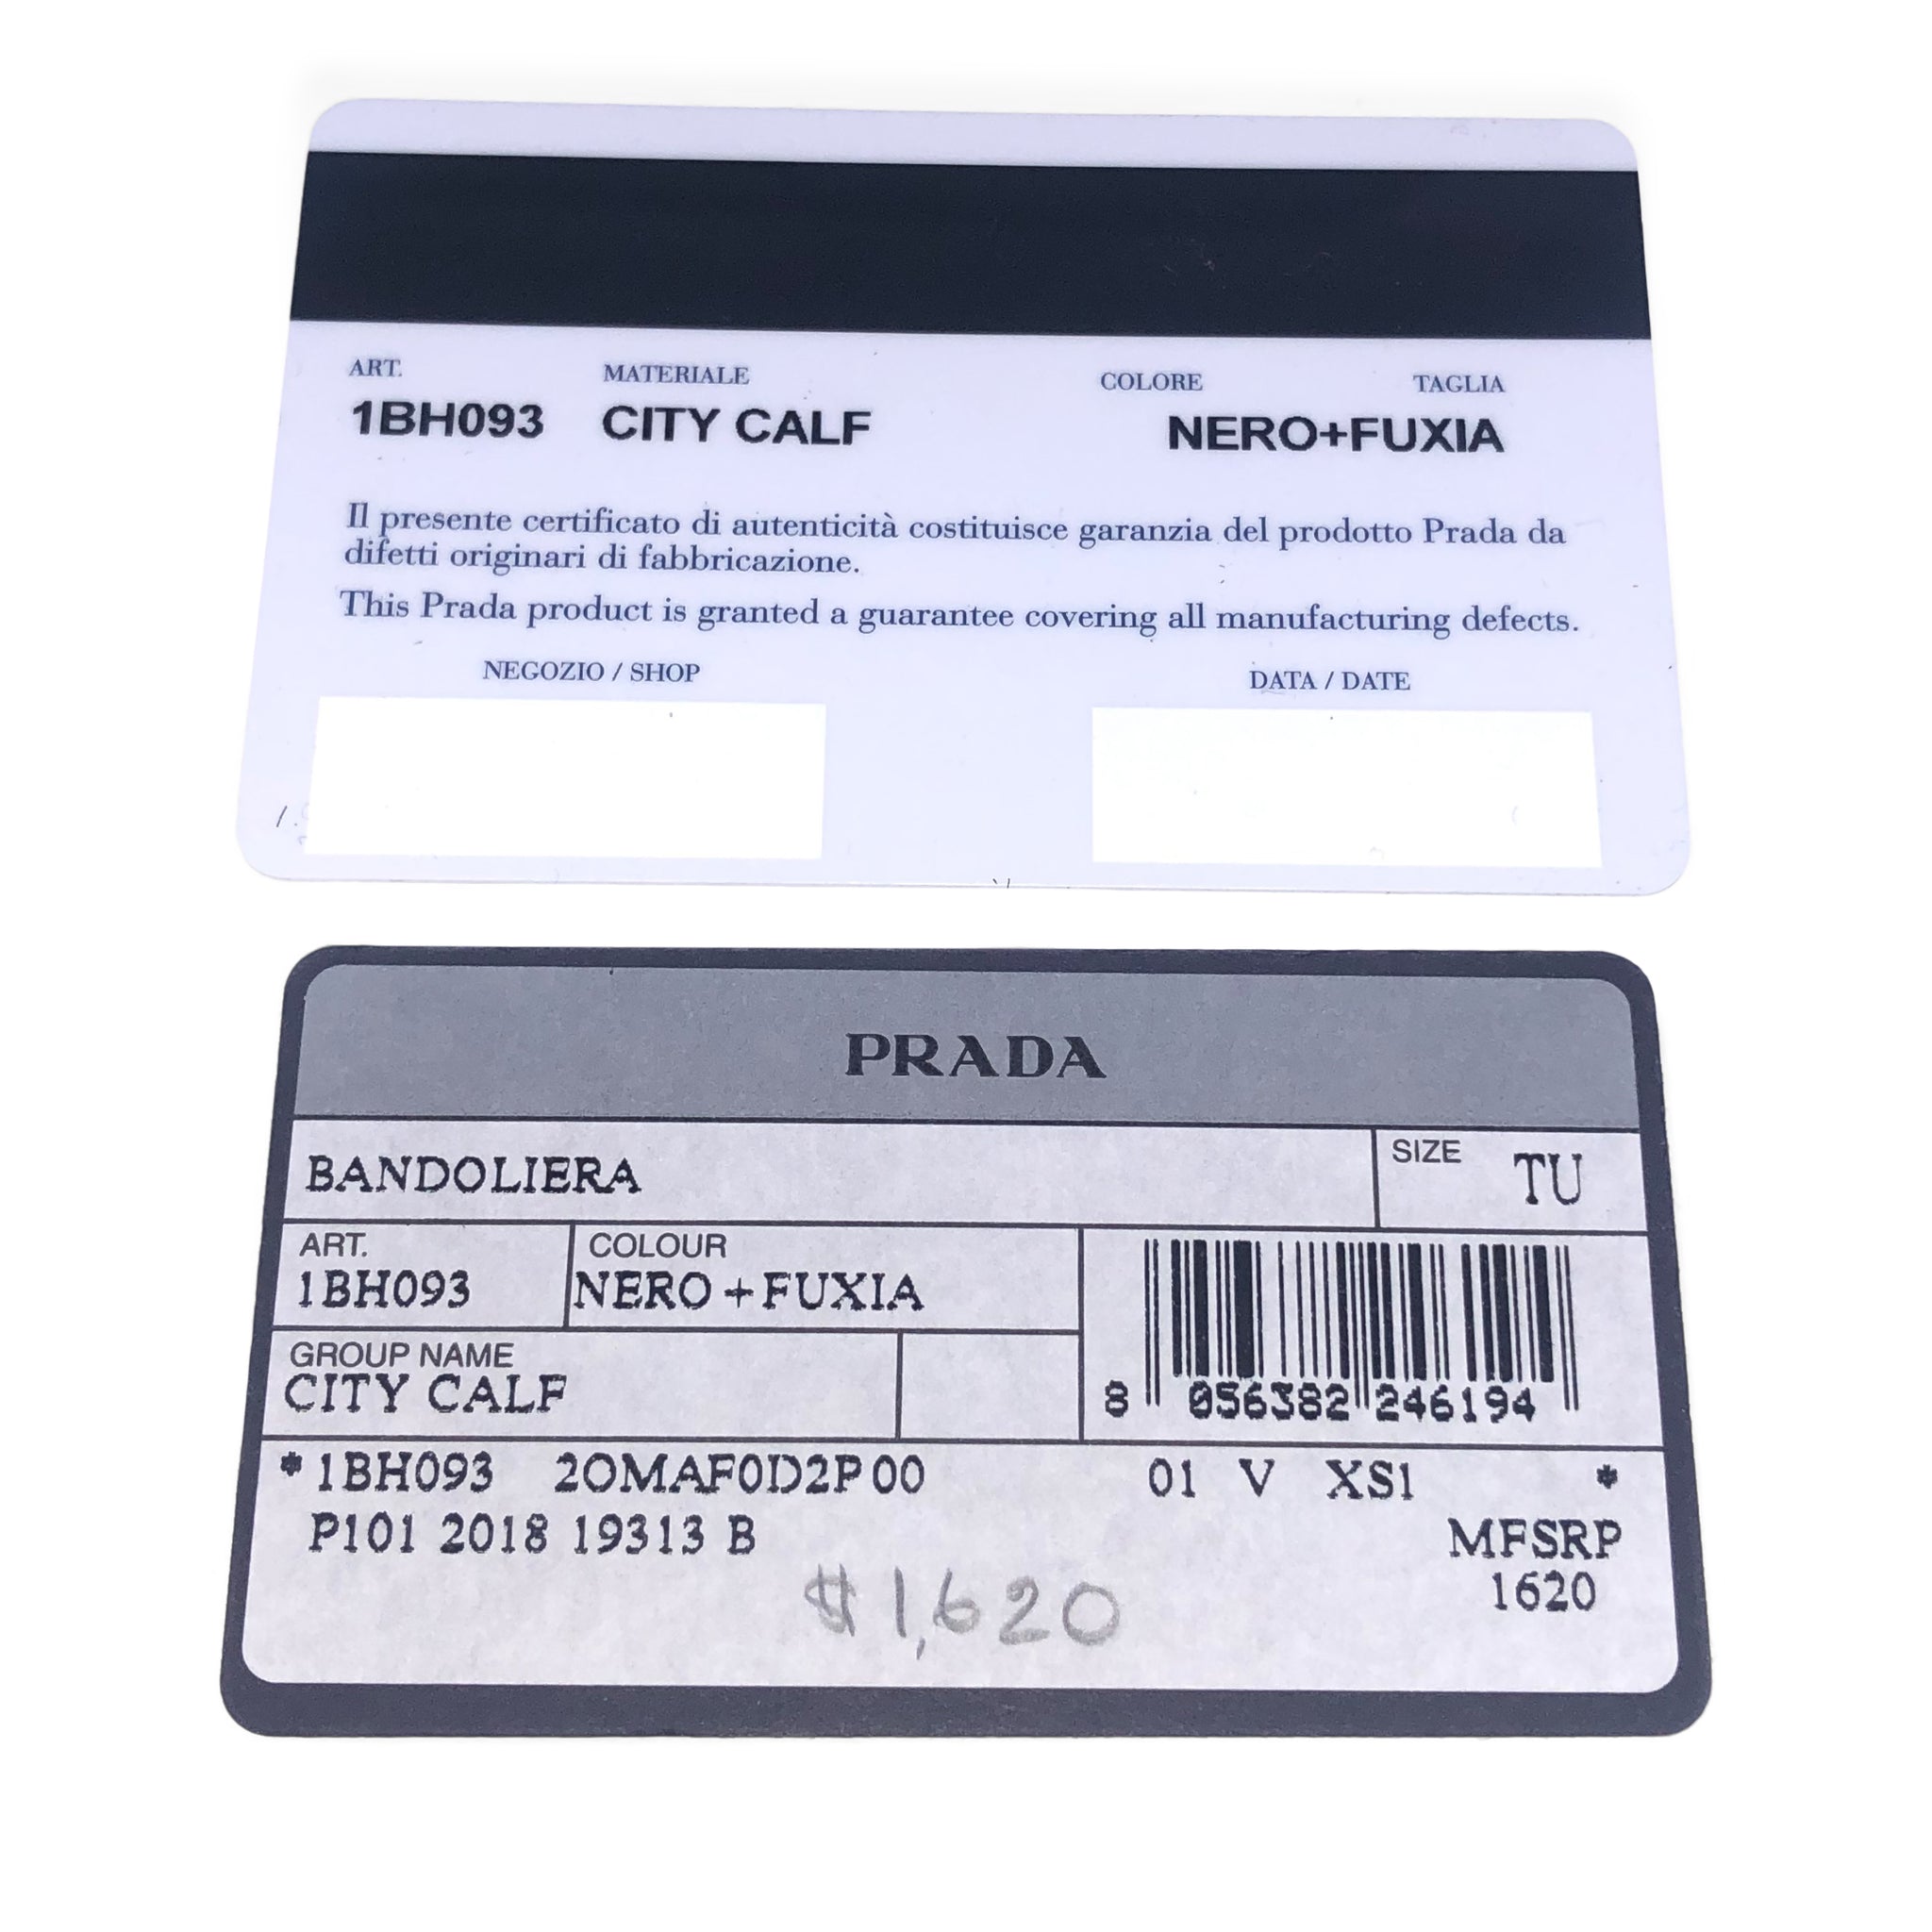 ART. MATERIALE COLORE TAGLIA
1BH093 CITY CALF NERO+FUXIA
Il presente certificato di autenticità costituisce garanzia del prodotto Prada da
difetti originari di fabbricazione.
This Prada product is granted a guarantee covering all manufacturing defects.
NEGOZIO / SHOP DATA / DATE
PRADA
BANDOLIERA SIZE TU
ART. COLOUR
1BH093 NERO+FUXIA
GROUP NAME
CITY CALF
8 056382 246194
*1BH093 2OMAF0D2P00 01 V XS1 *
P101 2018 19313 B MFSRP
1620
$1,620